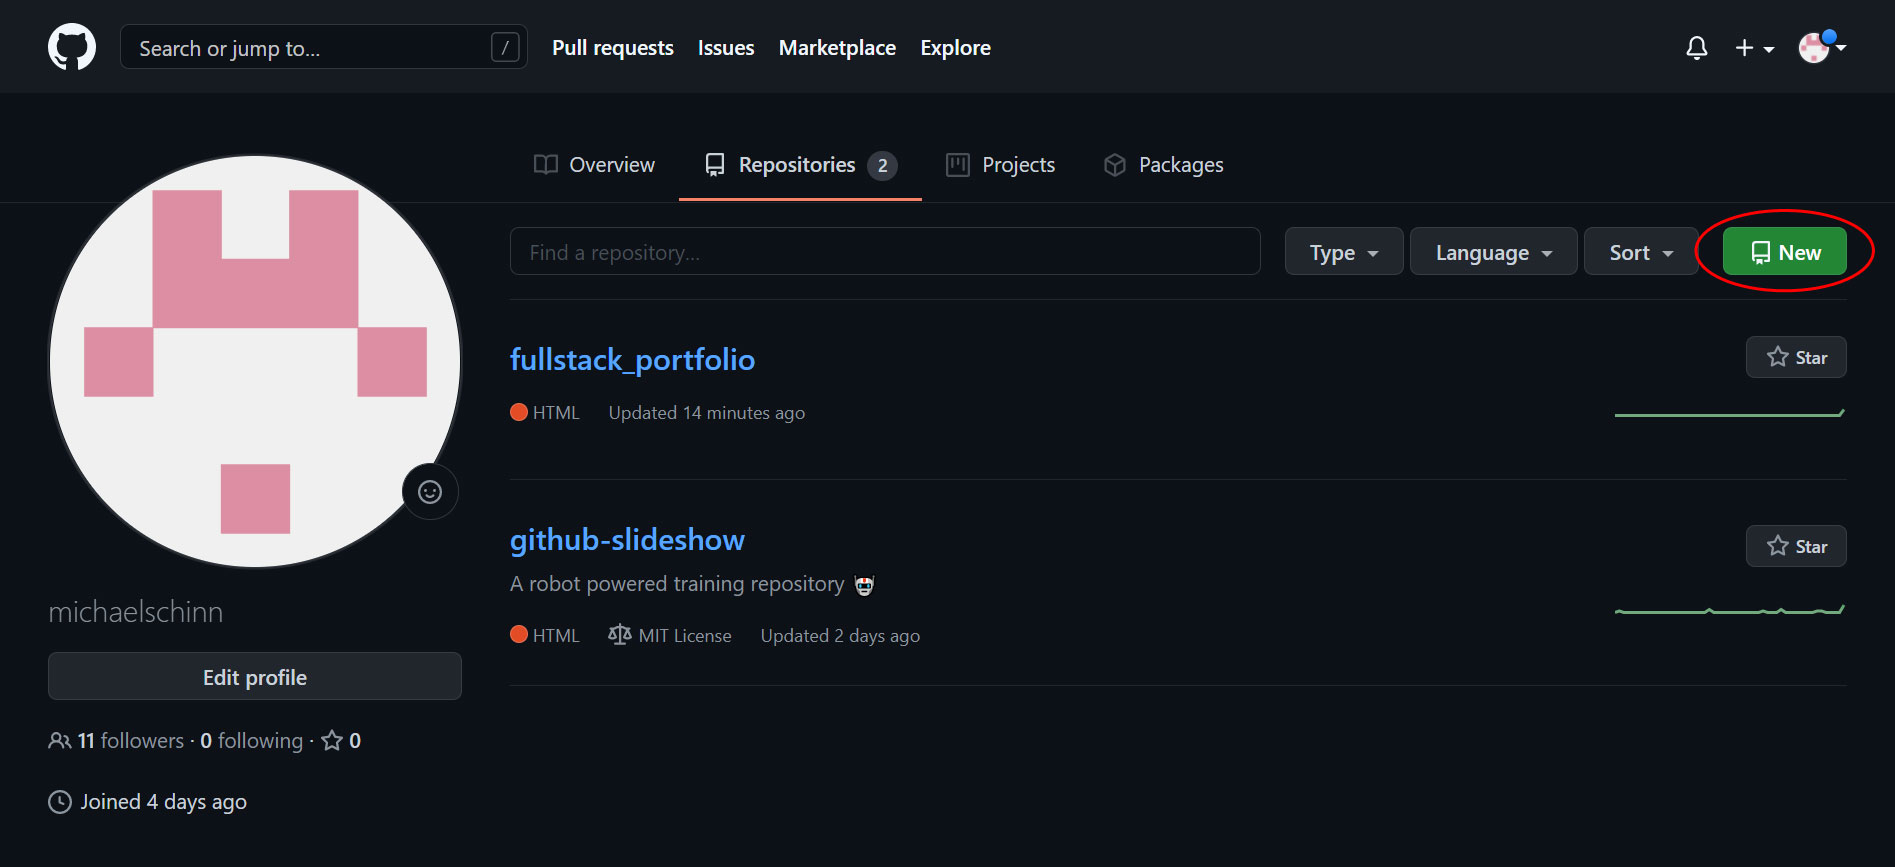 Search or jump to... / Pull requests Issues Marketplace Explore
Overview Repositories 2 Projects Packages
Find a repository... Type Language Sort New
fullstack_portfolio Star
HTML Updated 14 minutes ago
github-slideshow Star
A robot powered training repository
HTML MIT License Updated 2 days ago
michaelschinn
Edit profile
11 followers · 0 following · 0
Joined 4 days ago